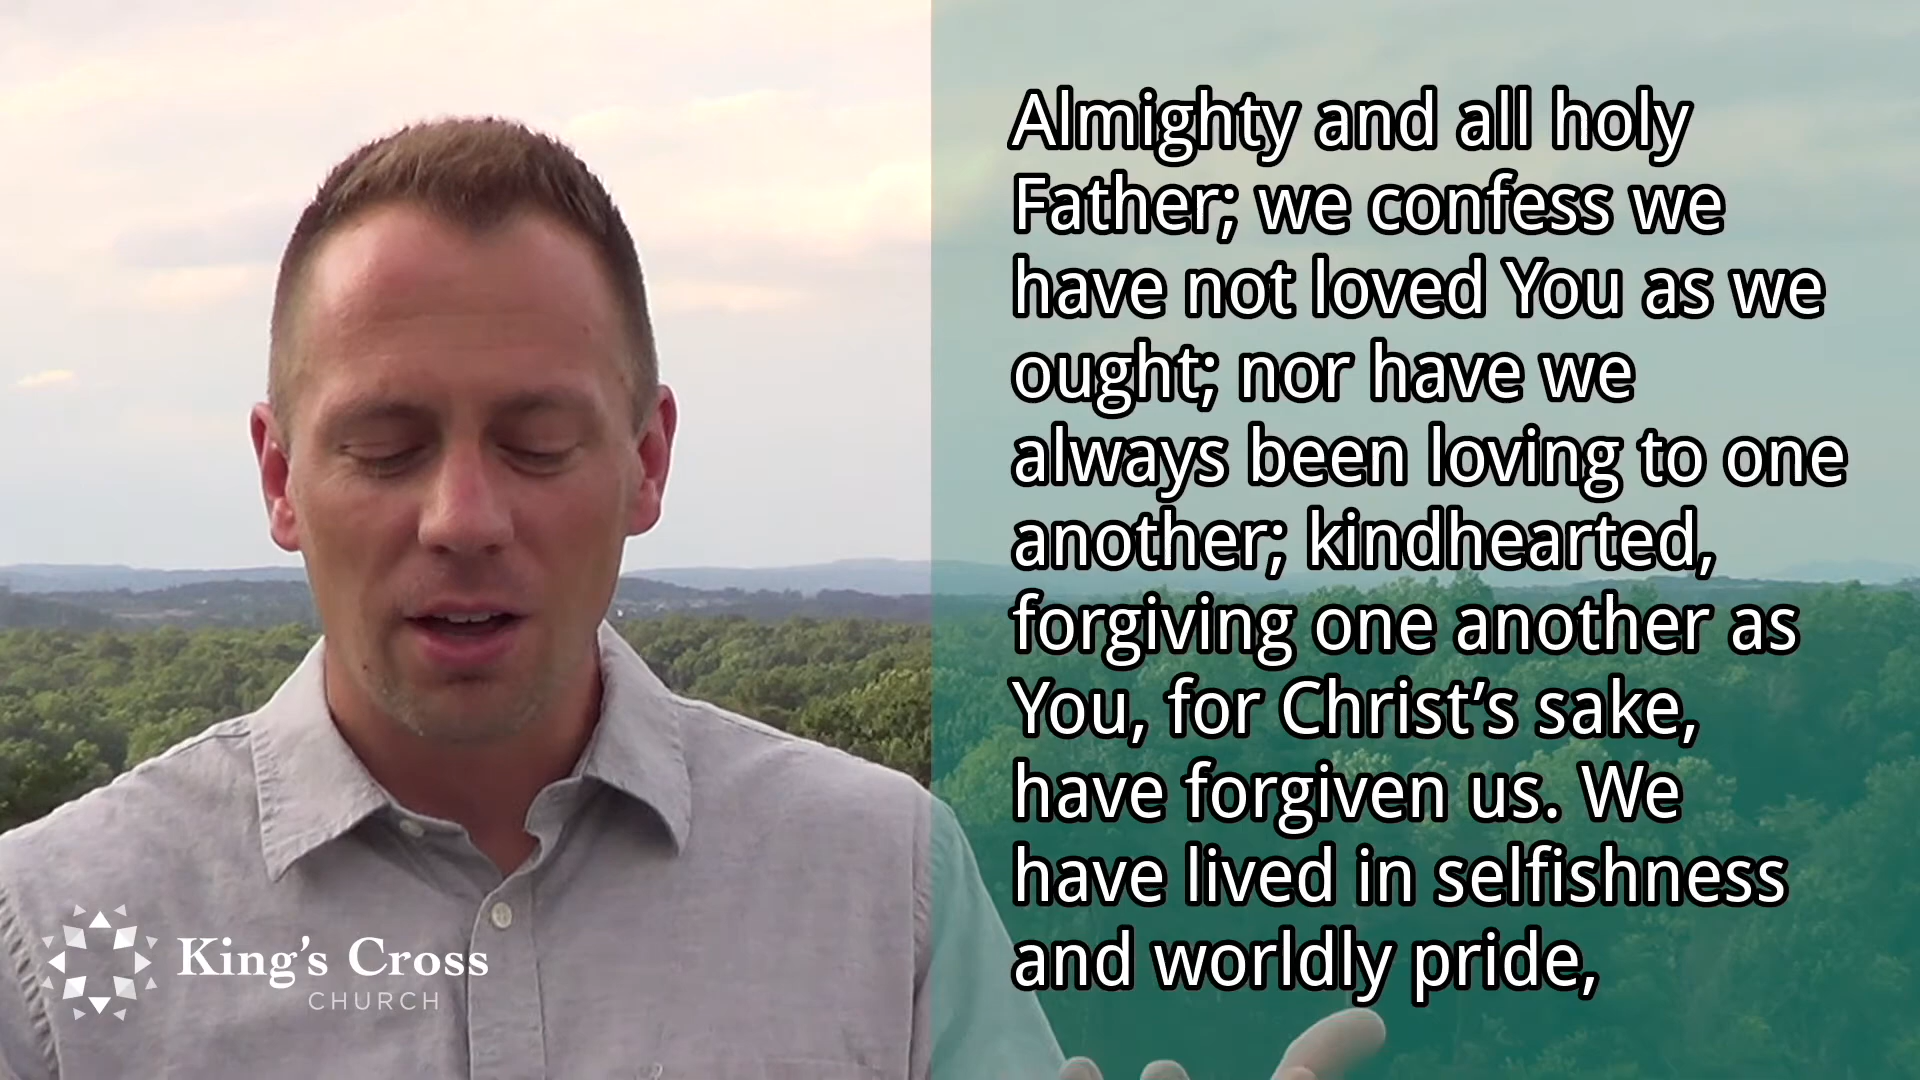 Almighty and all holy
Father; we confess we
have not loved You as we
ought; nor have we
always been loving to one
another; kindhearted,
forgiving one another as
You, for Christ’s sake,
have forgiven us. We
have lived in selfishness
and worldly pride,
King's Cross
CHURCH